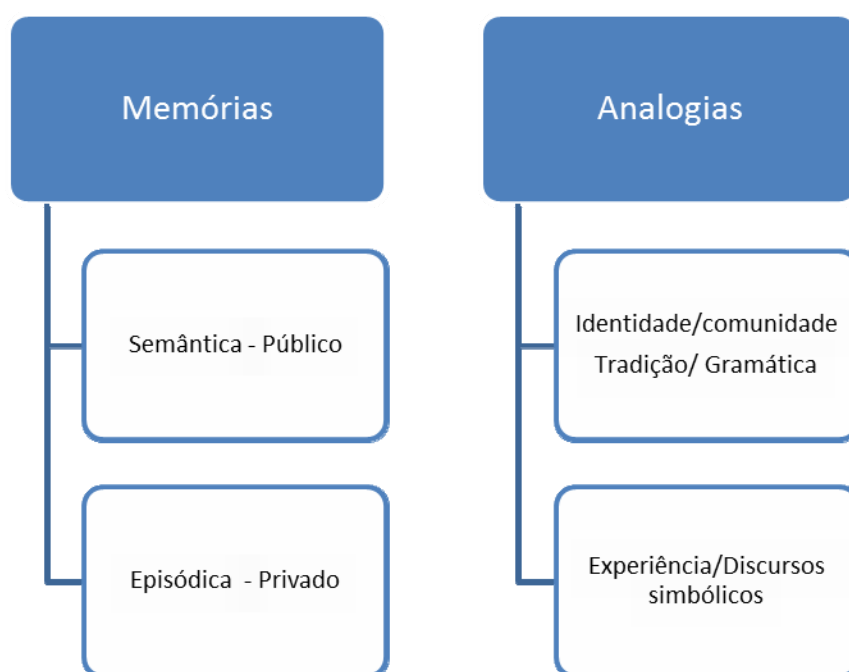 Memórias
Semântica - Público
Episódica - Privado
Analogias
Identidade/comunidade
Tradição/ Gramática
Experiência/Discursos
simbólicos